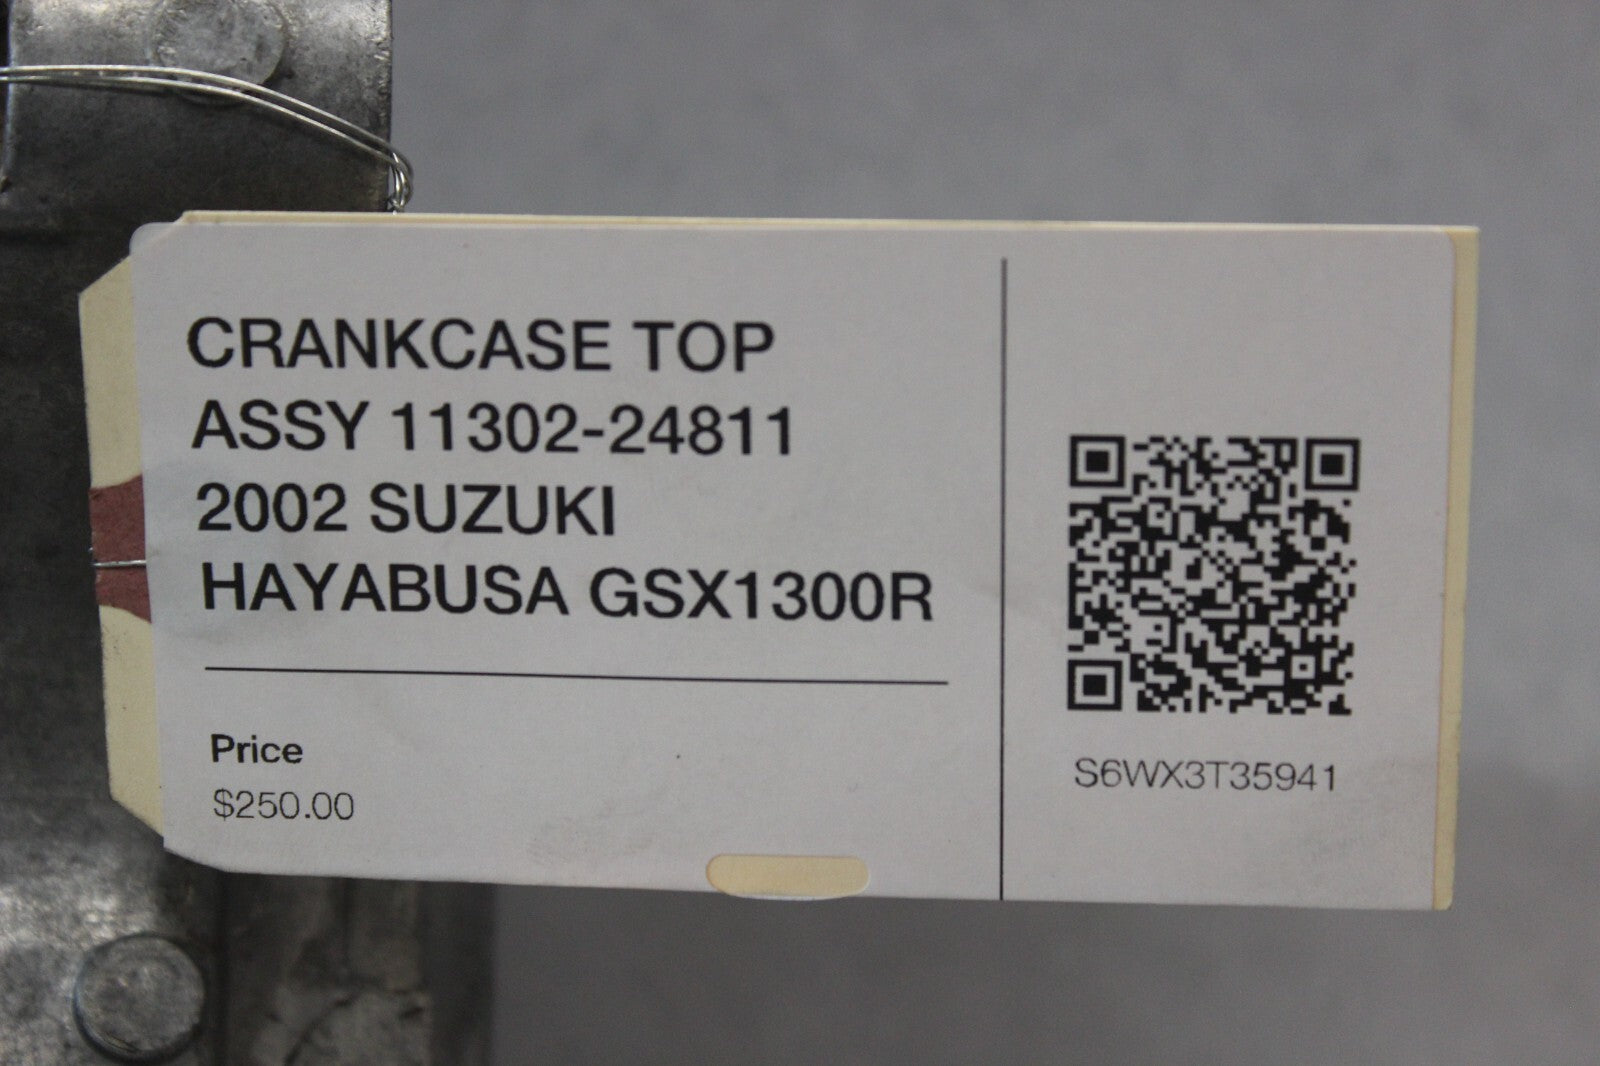 CRANKCASE TOP
ASSY 11302-24811
2002 SUZUKI
HAYABUSA GSX1300R
Price
$250.00
S6WX3T35941